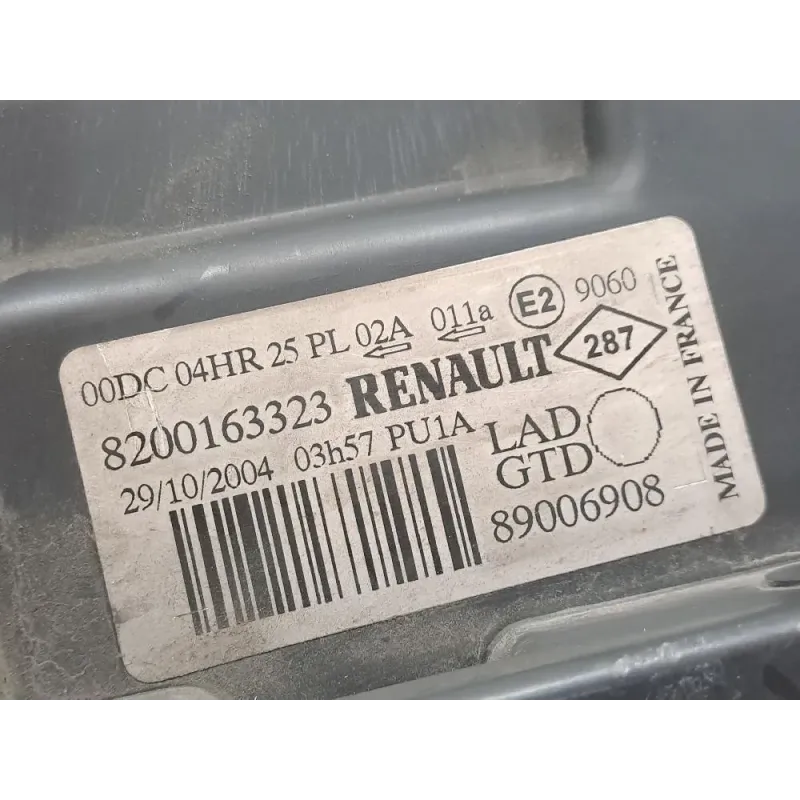 00DC 04HR 25 PL 02A 011a E2 9060
8200163323 RENAULT 287
29/10/2004 03h57 PU1A LAD
GTD
89006908
MADE IN FRANCE